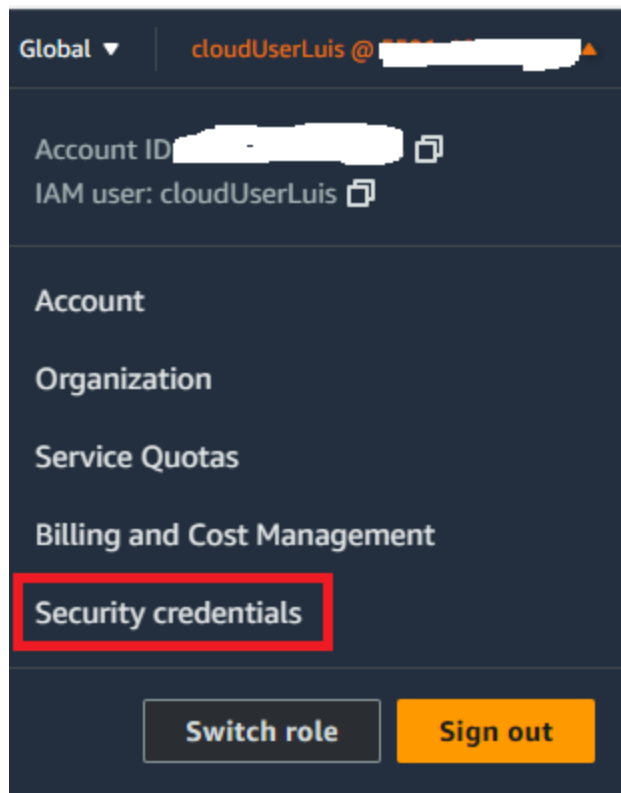 Global ▼ cloudUserLuis @
Account ID
IAM user: cloudUserLuis
Account
Organization
Service Quotas
Billing and Cost Management
Security credentials
Switch role Sign out